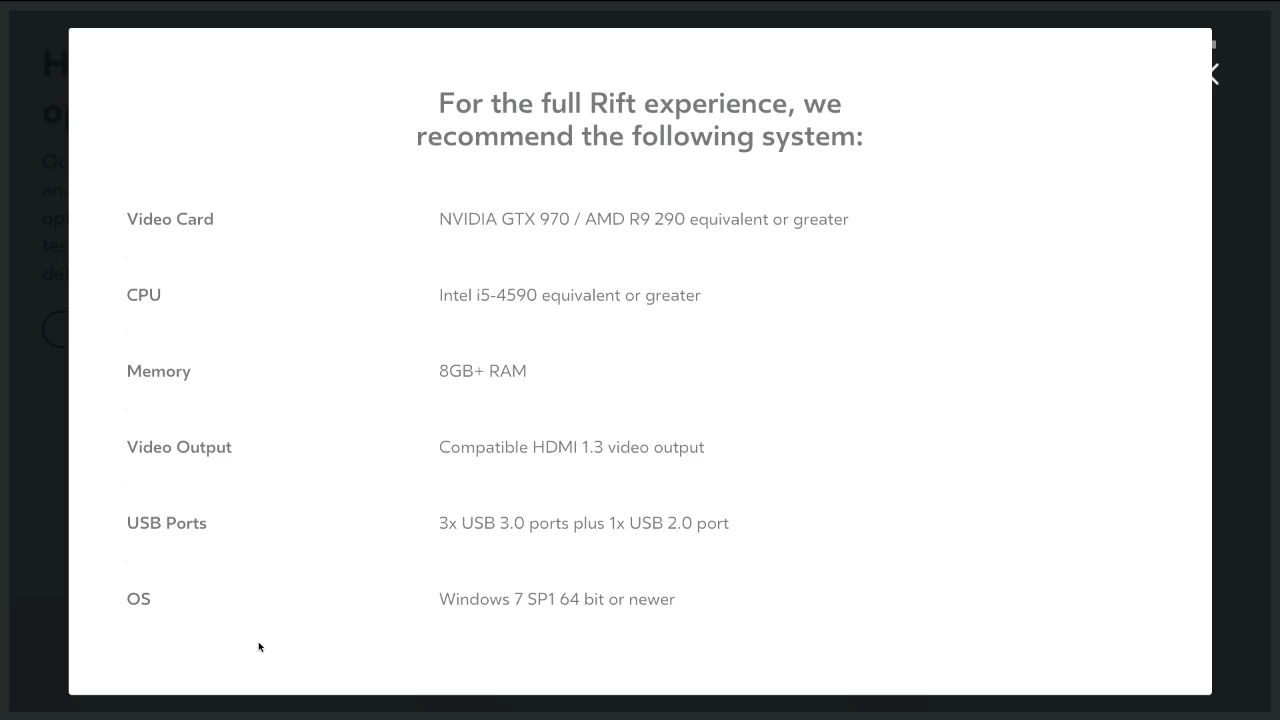 For the full Rift experience, we
recommend the following system:
Video Card NVIDIA GTX 970 / AMD R9 290 equivalent or greater
CPU Intel i5-4590 equivalent or greater
Memory 8GB+ RAM
Video Output Compatible HDMI 1.3 video output
USB Ports 3x USB 3.0 ports plus 1x USB 2.0 port
OS Windows 7 SP1 64 bit or newer